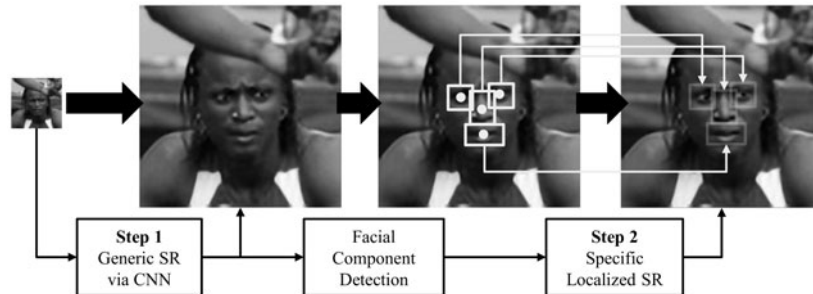 Step 1
Generic SR
via CNN
Facial
Component
Detection
Step 2
Specific
Localized SR